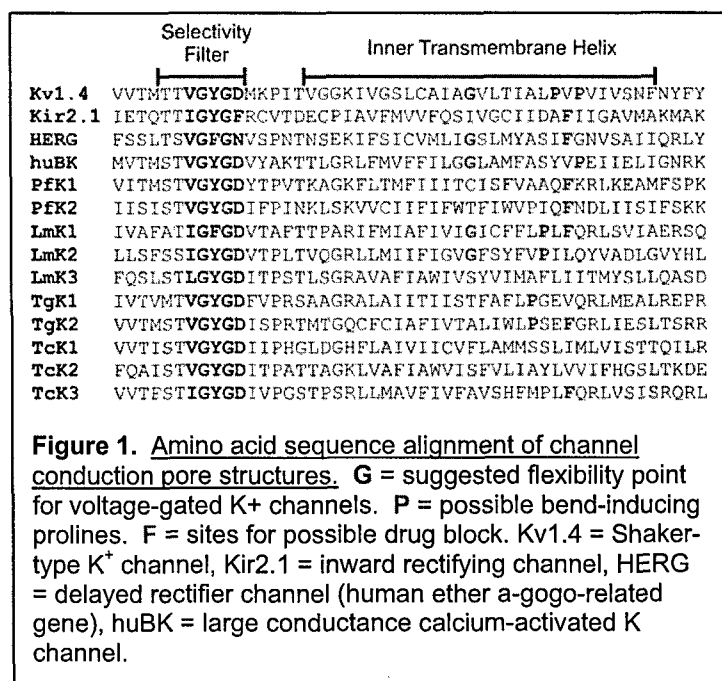 Selectivity
Filter
Inner Transmembrane Helix
Kv1.4 VVTMTTVGYGDMKPITVGGKIVGSLCAIAGVLTIALPVPVIVSNFNYFY
Kir2.1 IETQTTIGYGFRCVTDECPIAVFMVVFQSIVGCIIDAFIIGAVMAKMAK
HERG FSSLTSVGFGNVSPNTNSEKIFSICVMLIGSLMYASIFGNVSAIIQRLY
huBK MVTMSTVGYGDVYAKTTLGRLFMVFFILGGLAMFASYVPEIIELIGNRK
PfK1 VITMSTVGYGDYTPVTKAGKFLTMFIIITCISFVAAQFKRLKEAMFSPK
PfK2 IISISTVGYGDIFPINKLSKVVCIIFIFWTFIWVPIQFNDLIISIFSKK
LmK1 IVAFATIGFGDVTAFTTPARIFMIAFIVIGICFFLPLFQRLSVIAERSQ
LmK2 LLSFSSIGYGDVTPLTVQGRLLMIIFIGVGFSYFVPILQYVADLGVYHL
LmK3 FQSLSTLGYGDITPSTLSGRAVAFIAWIVSYVIMAFLIITMYSLLQASD
TgK1 IVTVMTVGYGDFVPRSAAGRALAIITIISTFAFLPGEVQRLMEALREPR
TgK2 VVTMSTVGYGDISPRTMTGQCFCIAFIVTALIWLPSEFGRLIESLTSRR
TcK1 VVTISTVGYGDIIPHGLDGHFLAIVIICVFLAMMSSLIMLVISTTQILR
TcK2 FQAISTVGYGDITPATTAGKLVAFIAWVISFVLIAYLVVIFHGSLTKDE
TcK3 VVTFSTIGYGDIVPGSTPSRLLMAVFIVFAVSHFMPLFQRLVSISRQRL
Figure 1. Amino acid sequence alignment of channel
conduction pore structures. G = suggested flexibility point
for voltage-gated K+ channels. P = possible bend-inducing
prolines. F = sites for possible drug block. Kv1.4 = Shaker-
type K+ channel, Kir2.1 = inward rectifying channel, HERG
= delayed rectifier channel (human ether a-gogo-related
gene), huBK = large conductance calcium-activated K
channel.